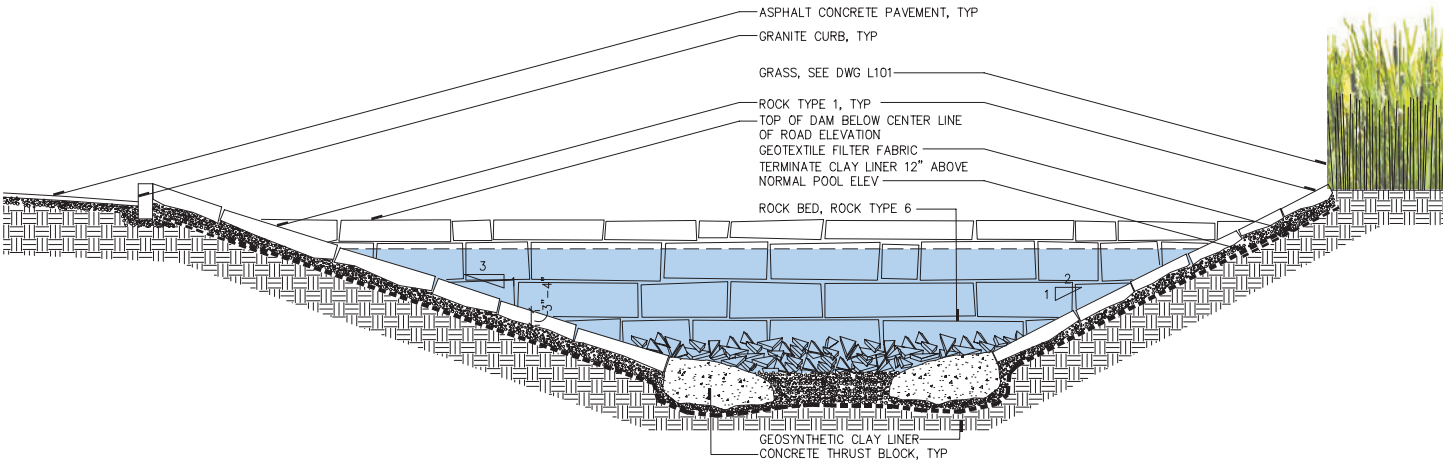 ASPHALT CONCRETE PAVEMENT, TYP
GRANITE CURB, TYP
GRASS, SEE DWG L101
ROCK TYPE 1, TYP
TOP OF DAM BELOW CENTER LINE
OF ROAD ELEVATION
GEOTEXTILE FILTER FABRIC
TERMINATE CLAY LINER 12" ABOVE
NORMAL POOL ELEV
ROCK BED, ROCK TYPE 6
3
1
3"-4"
2
1
GEOSYNTHETIC CLAY LINER
CONCRETE THRUST BLOCK, TYP